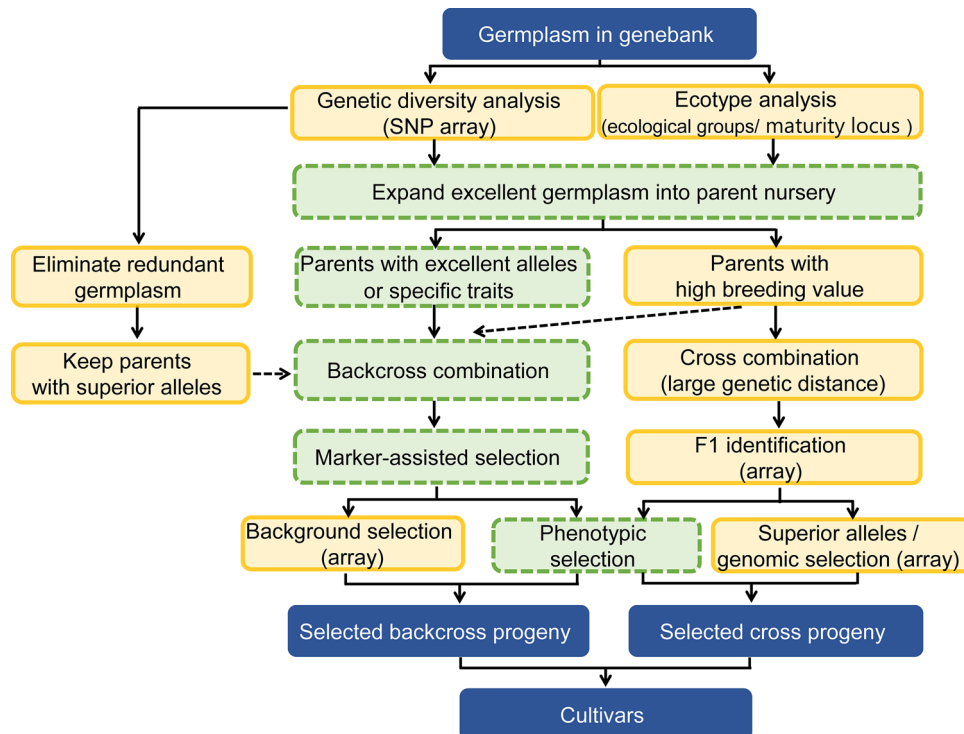 Germplasm in genebank
Genetic diversity analysis
(SNP array)
Ecotype analysis
(ecological groups/ maturity locus )
Expand excellent germplasm into parent nursery
Eliminate redundant
germplasm
Parents with excellent alleles
or specific traits
Parents with
high breeding value
Keep parents
with superior alleles
Backcross combination
Cross combination
(large genetic distance)
Marker-assisted selection
F1 identification
(array)
Background selection
(array)
Phenotypic
selection
Superior alleles /
genomic selection (array)
Selected backcross progeny
Selected cross progeny
Cultivars